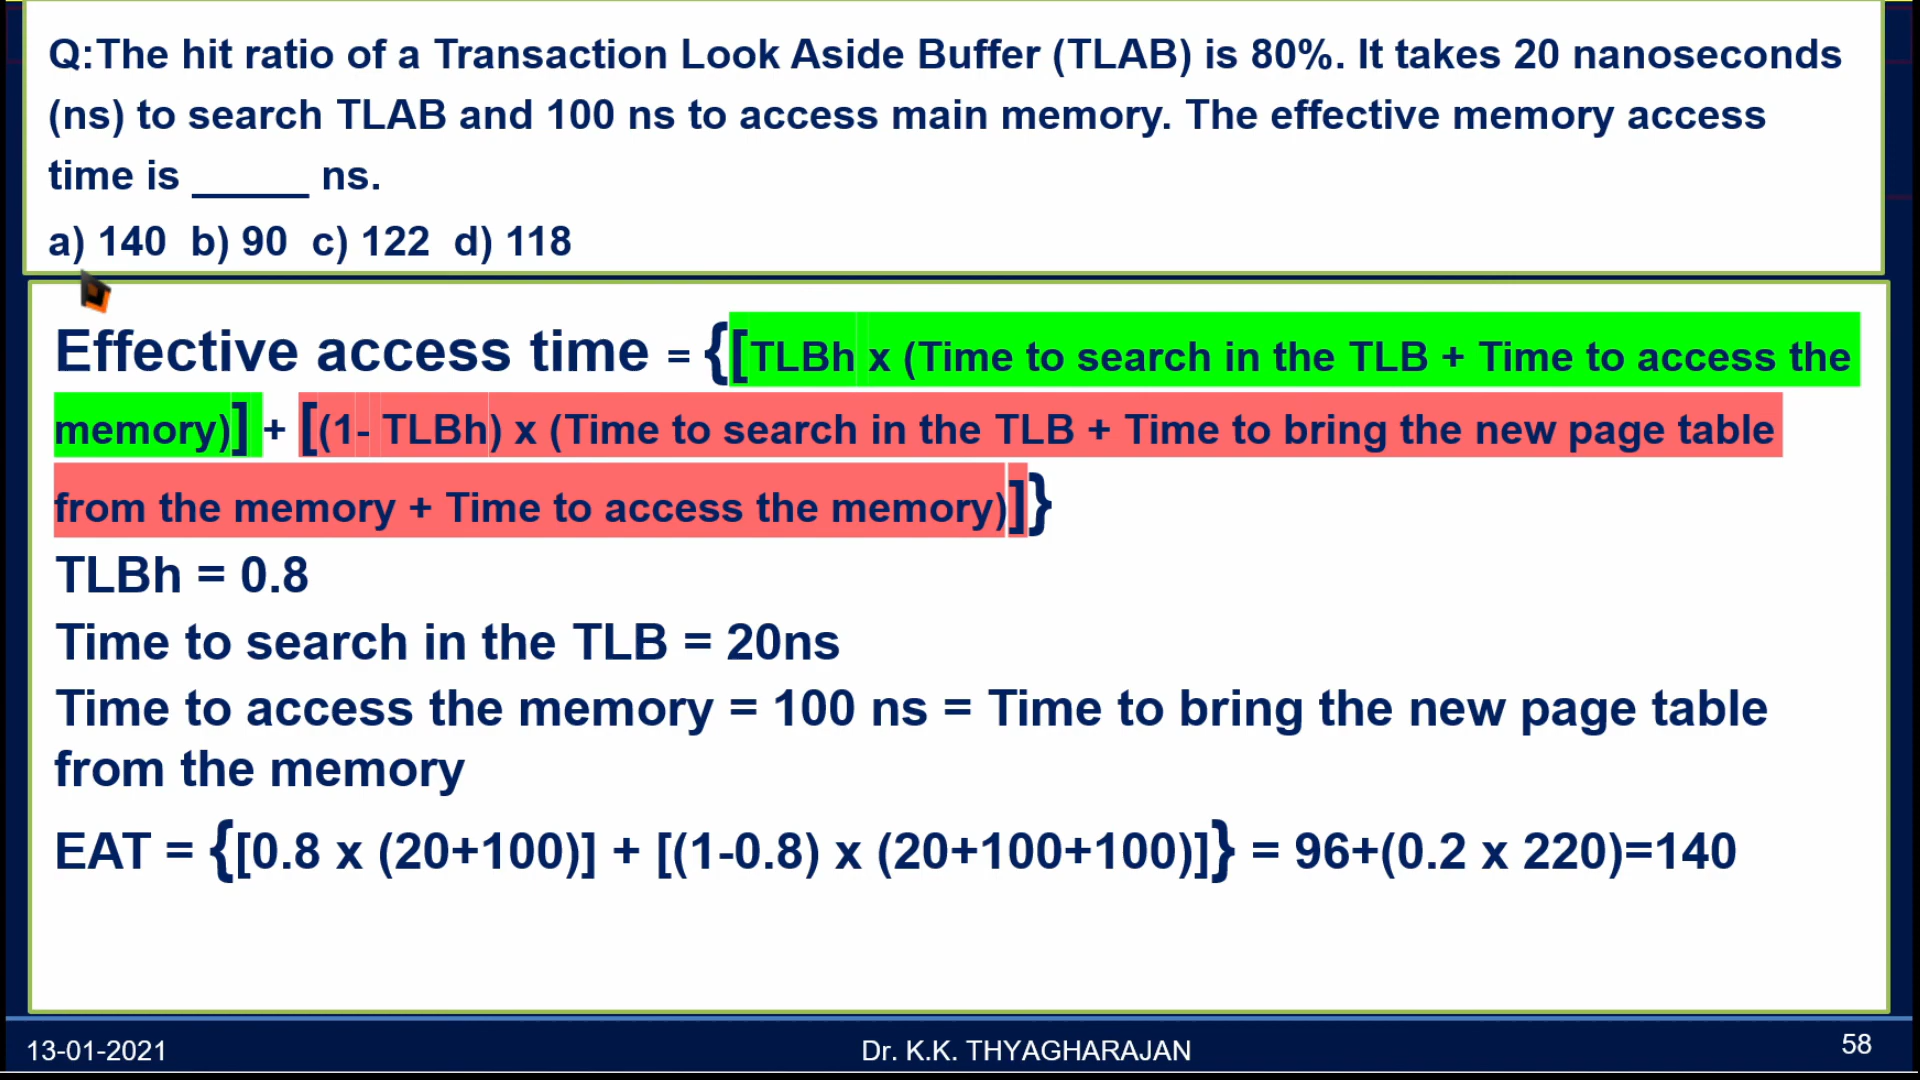 Q:The hit ratio of a Transaction Look Aside Buffer (TLAB) is 80%. It takes 20 nanoseconds
(ns) to search TLAB and 100 ns to access main memory. The effective memory access
time is _____ ns.
a) 140 b) 90 c) 122 d) 118
Effective access time = {[TLBh x (Time to search in the TLB + Time to access the
memory)] + [(1- TLBh) x (Time to search in the TLB + Time to bring the new page table
from the memory + Time to access the memory)]}
TLBh = 0.8
Time to search in the TLB = 20ns
Time to access the memory = 100 ns = Time to bring the new page table
from the memory
EAT = {[0.8 x (20+100)] + [(1-0.8) x (20+100+100)]} = 96+(0.2 x 220)=140
13-01-2021 Dr. K.K. THYAGHARAJAN 58